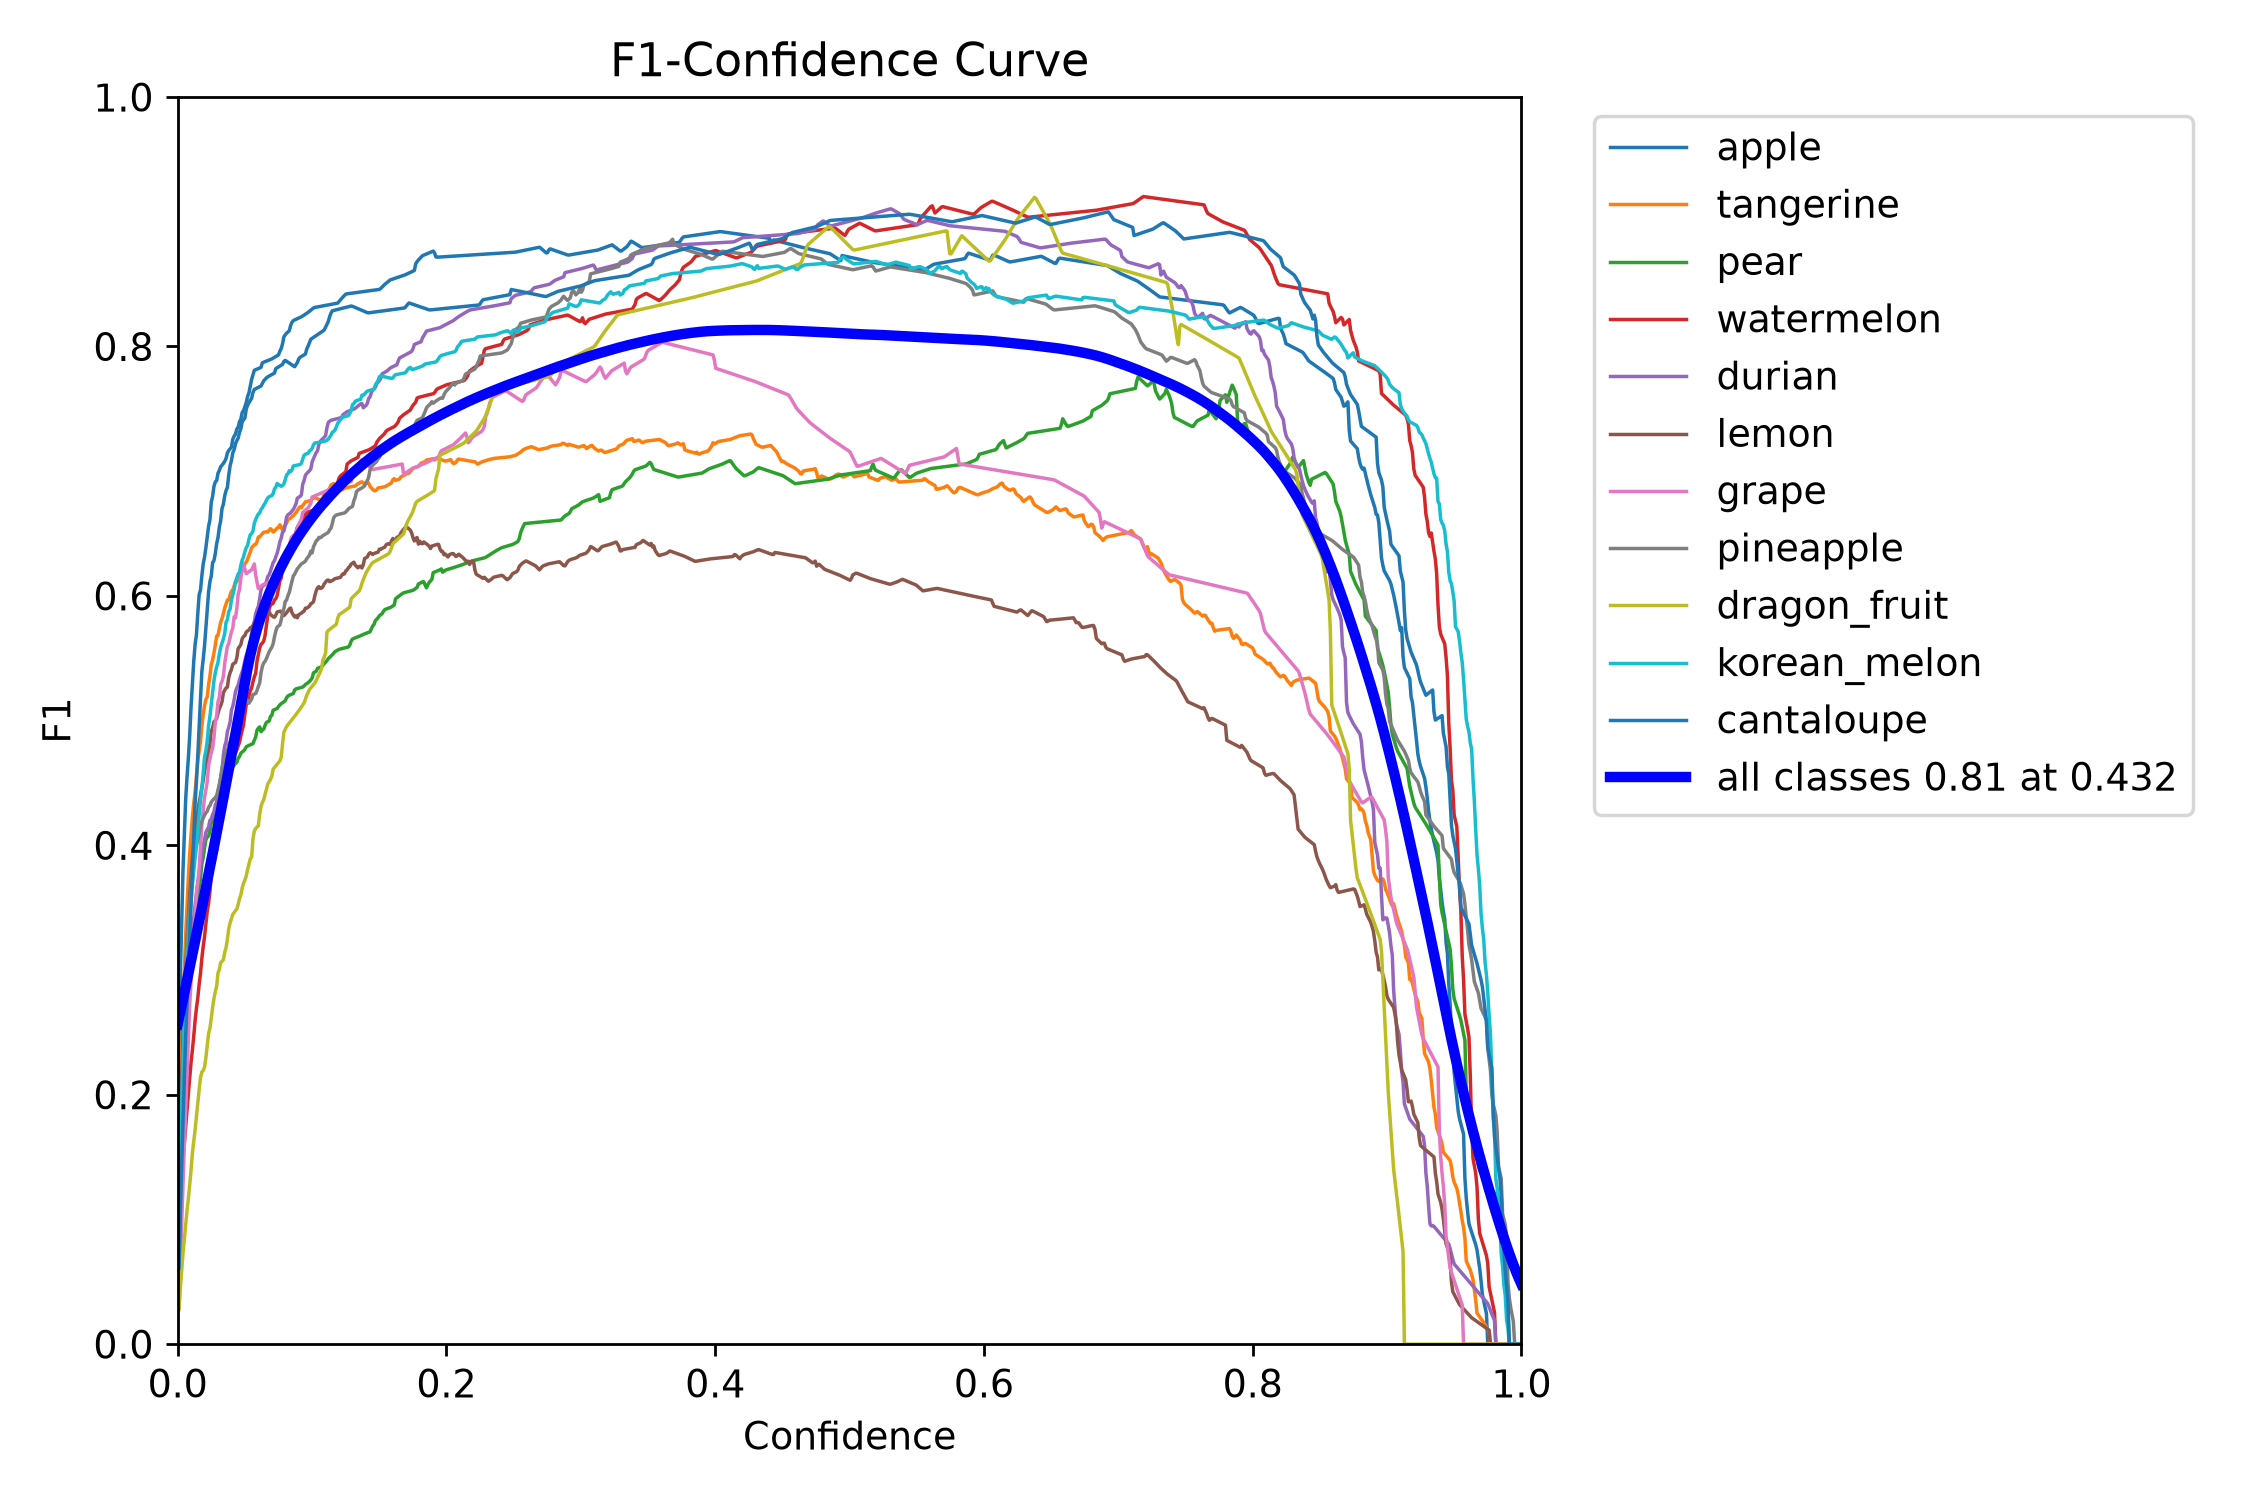 F1-Confidence Curve
1.0
0.8
0.6
0.4
0.2
0.0
F1
0.0 0.2 0.4 0.6 0.8 1.0
Confidence
apple
tangerine
pear
watermelon
durian
lemon
grape
pineapple
dragon_fruit
korean_melon
cantaloupe
all classes 0.81 at 0.432